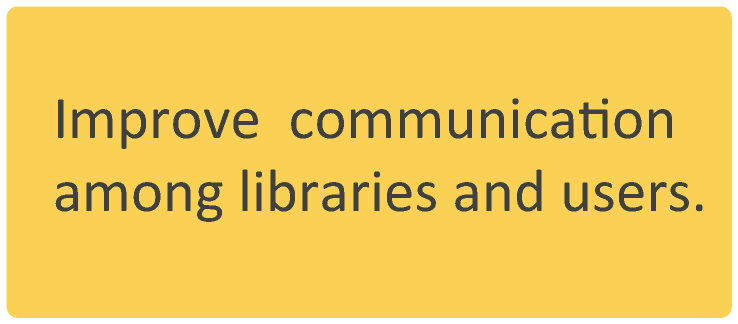 Improve communication
among libraries and users.